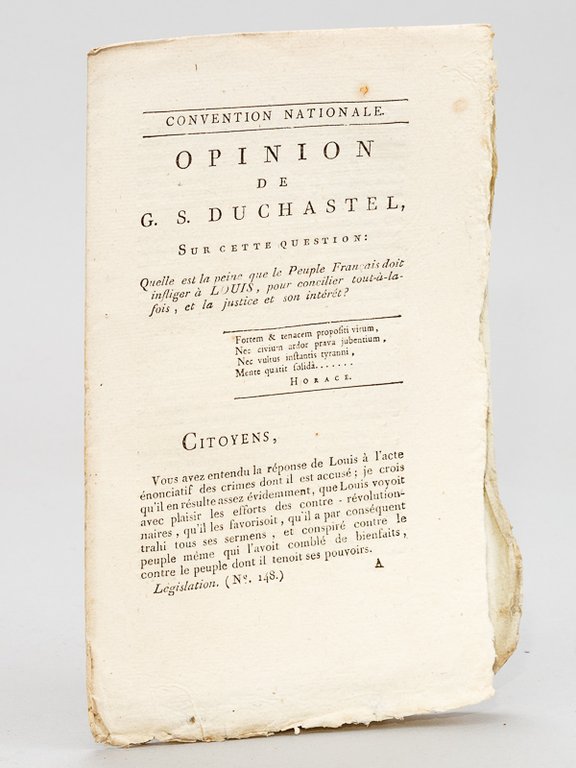 CONVENTION NATIONALE.
OPINION
DE
G. S. DUCHASTEL,
SUR CETTE QUESTION:
Quelle est la peine que le Peuple Français doit
infliger à LOUIS, pour concilier tout-à-la-
fois, et la justice et son intérêt?
Fortem & tenacem propositi virum,
Nec civium ardor prava jubentium,
Nec vultus instantis tyranni,
Mente quatit solidâ.......
HORACE.
CITOYENS,
Vous avez entendu la réponse de Louis à l'acte
énonciatif des crimes dont il est accusé; je crois
qu'il en résulte assez évidemment, que Louis voyoit
avec plaisir les efforts des contre-révolution-
naires, qu'il les favorisoit, qu'il a par conséquent
trahi tous ses sermens, et conspiré contre le
peuple même qui l'avoit comblé de bienfaits,
contre le peuple dont il tenoit ses pouvoirs.
Législation. (N°. 148.) A